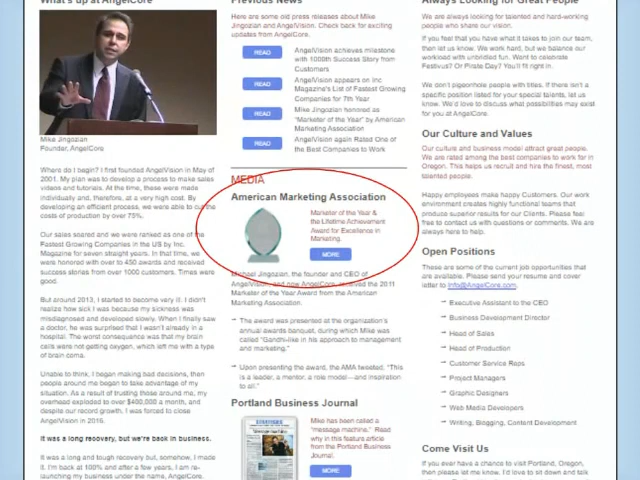 What's up at AngelCore
Mike Jingozian
Founder, AngelCore
Where do I begin? I first founded AngelVision in May of
2001. My plan was to develop a process to make sales
videos and tutorials. At the time, these were made
individually and, therefore, at a very high cost. By
developing an efficient process, we were able to cut the
costs of production by over 75%.
Our sales soared and we were ranked as one of the
Fastest Growing Companies in the US by Inc.
Magazine for seven straight years. In that time, we
were honored with over 450 awards and received
success stories from over 1000 customers. Times were
good.
But around 2013, I started to become very ill. I didn't
realize how sick I was because my sickness was
misdiagnosed and developed slowly. When I finally saw
a doctor, he was surprised that I wasn't already in a
hospital. The worst consequence was that my brain
cells were not getting oxygen, which left me with a type
of brain coma.
Unable to think, I began making bad decisions, then
people around me began to take advantage of my
situation. As a result of trusting those around me, my
overhead exploded to over $400,000 a month, and
despite our record growth, I was forced to close
AngelVision in 2016.
It was a long recovery, but we're back in business.
It was a long and tough recovery but, somehow, I
made it. I'm back at 100% and after a few years, I am re-
launching my business under the name, AngelCore.
Previous News
Here are some old press releases about Mike
Jingozian and AngelVision. Check back for exciting
updates from AngelCore.
READ
AngelVision achieves milestone
with 1000th Success Story from
Customers
READ
AngelVision appears on Inc
Magazine's List of Fastest Growing
Companies for 7th Year
READ
Mike Jingozian honored as
"Marketer of the Year" by American
Marketing Association
READ
AngelVision again Rated One of
the Best Companies to Work
MEDIA
American Marketing Association
Marketer of the Year &
the Lifetime Achievement
Award for Excellence in
Marketing.
MORE
Michael Jingozian, the founder and CEO of
AngelVision and now AngelCore, received the 2011
Marketer of the Year Award from the American
Marketing Association.
The award was presented at the organization's
annual awards banquet, during which Mike was
called "Gandhi-like in his approach to management
and marketing."
Upon presenting the award, the AMA tweeted, "This
is a leader, a mentor, a role model—and inspiration
to all."
Portland Business Journal
Mike has been called a
"message machine." Read
why in this feature article
from the Portland Business
Journal.
MORE
Always Looking for Great People
We are always looking for talented and hard-working
people who share our vision.
If you feel that you have what it takes to join our team,
then let us know. We work hard, but we balance our
workload with unbridled fun. Want to celebrate
Festivus? Or Pirate Day? You'll fit right in.
We don't pigeonhole people with titles. If there isn't a
specific position listed for your special talents, let us
know. We'd love to discuss what possibilities may exist
for you at AngelCore.
Our Culture and Values
Our culture and business model attract great people.
We are rated among the best companies to work for in
Oregon. This helps us recruit and hire the finest, most
talented people.
Happy employees make happy Customers. Our work
environment creates highly functional teams that
produce superior results for our Clients. Please feel
free to contact us with questions or comments. We are
always here to help.
Open Positions
These are some of the current job opportunities that
are available. Please send your resume and cover
letter to Info@AngelCore.com.
Executive Assistant to the CEO
Business Development Director
Head of Sales
Head of Production
Customer Service Reps
Project Managers
Graphic Designers
Web Media Developers
Writing, Blogging, Content Development
Come Visit Us
If you ever have a chance to visit Portland, Oregon,
then please let me know. I'd love to sit down and talk